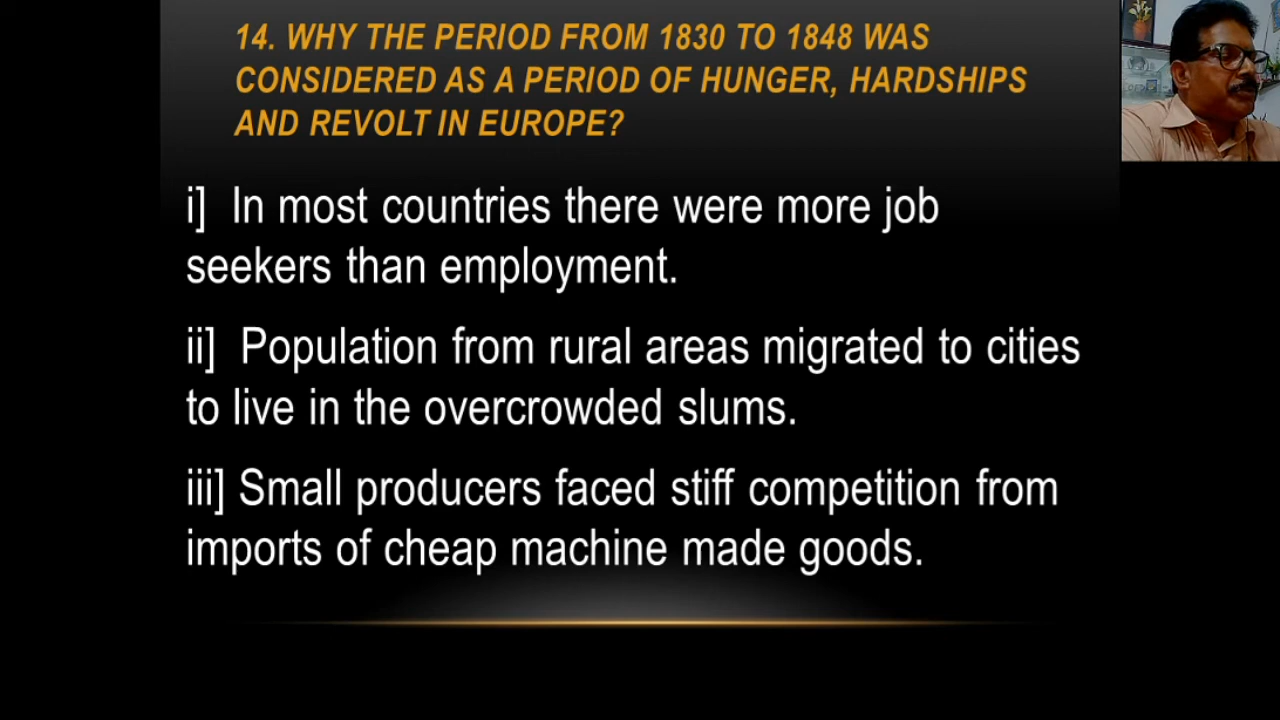 14. WHY THE PERIOD FROM 1830 TO 1848 WAS
CONSIDERED AS A PERIOD OF HUNGER, HARDSHIPS
AND REVOLT IN EUROPE?
i] In most countries there were more job
seekers than employment.
ii] Population from rural areas migrated to cities
to live in the overcrowded slums.
iii] Small producers faced stiff competition from
imports of cheap machine made goods.